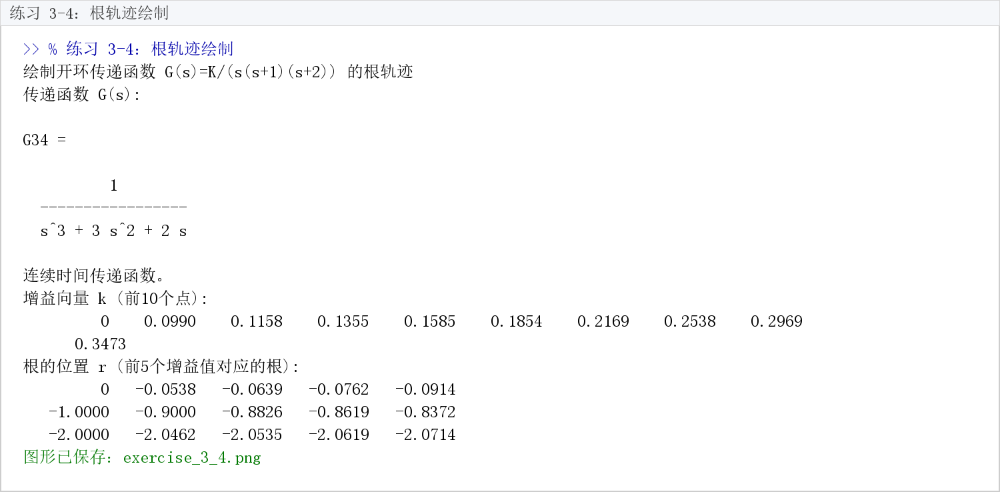 练习 3-4: 根轨迹绘制
>> % 练习 3-4: 根轨迹绘制
绘制开环传递函数 G(s)=K/(s(s+1)(s+2)) 的根轨迹
传递函数 G(s):
G34 =
1
-----------------
s^3 + 3 s^2 + 2 s
连续时间传递函数。
增益向量 k (前10个点):
0    0.0990    0.1158    0.1355    0.1585    0.1854    0.2169    0.2538    0.2969
0.3473
根的位置 r (前5个增益值对应的根):
0   -0.0538   -0.0639   -0.0762   -0.0914
-1.0000   -0.9000   -0.8826   -0.8619   -0.8372
-2.0000   -2.0462   -2.0535   -2.0619   -2.0714
图形已保存: exercise_3_4.png